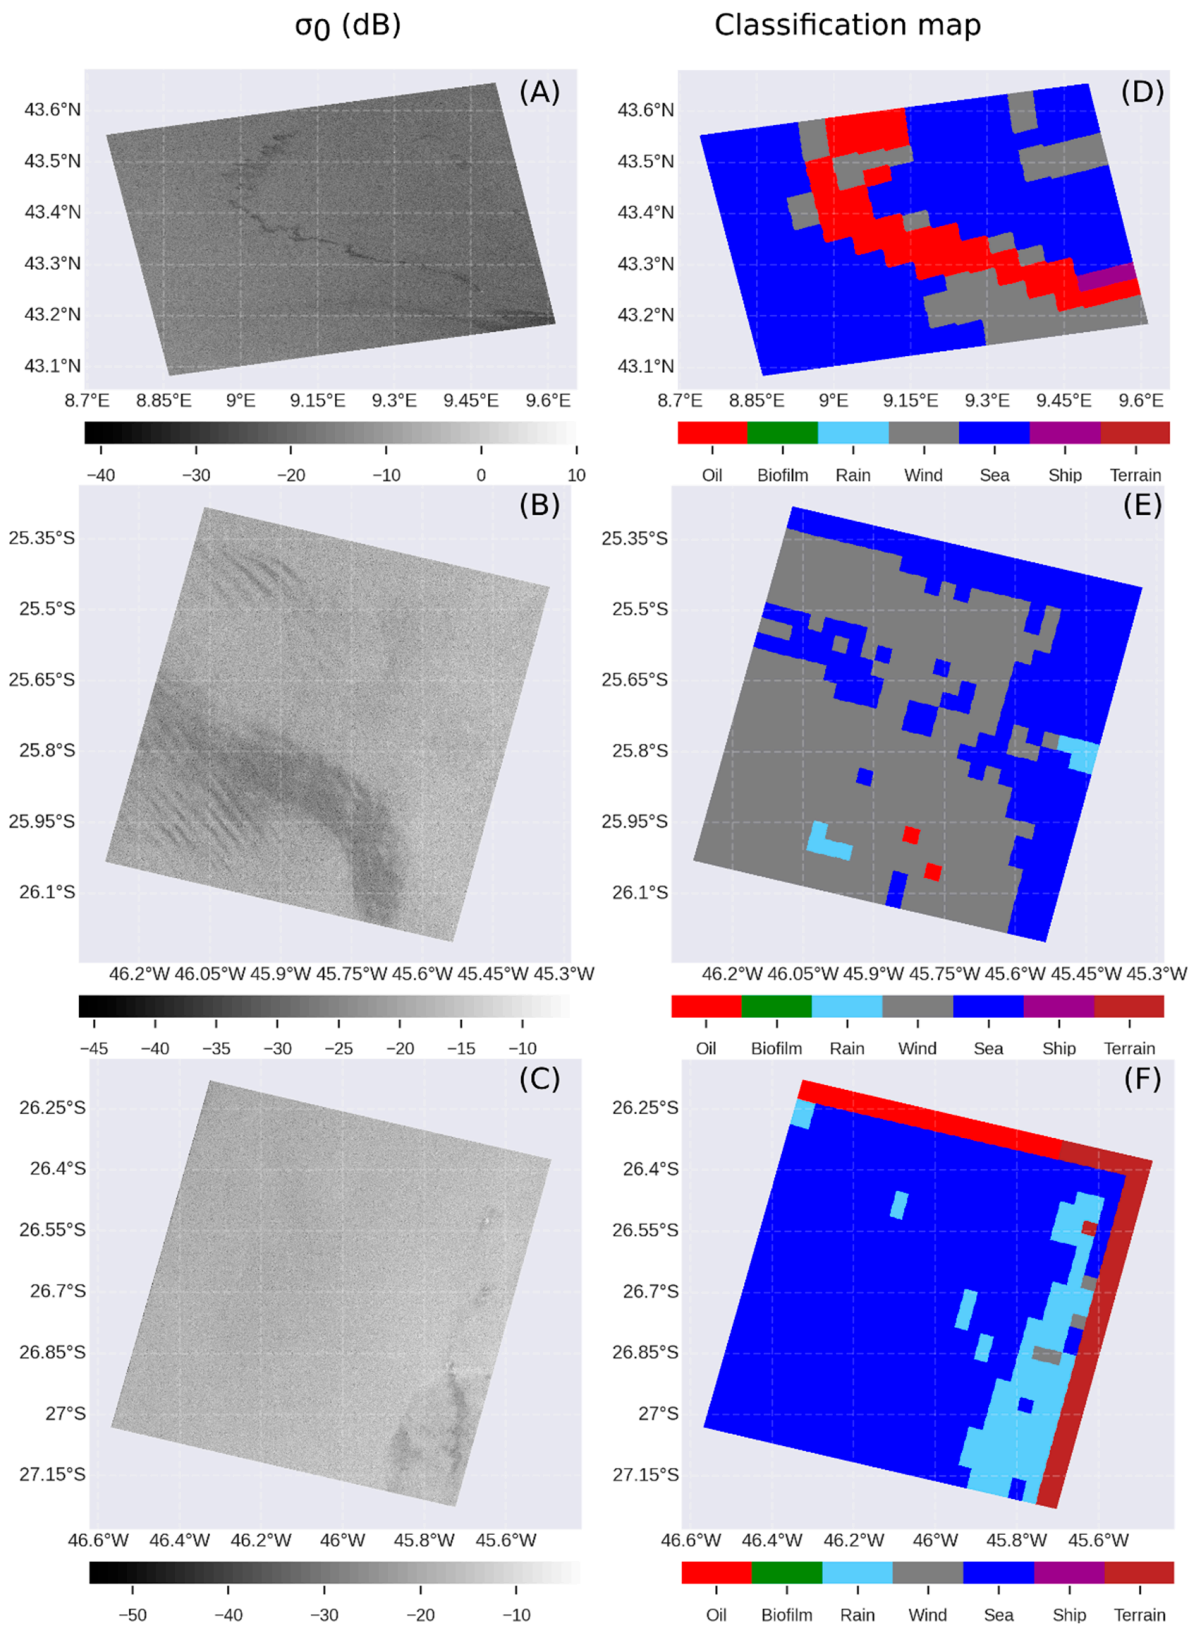 σ0 (dB) Classification map
(A) (D)
43.6°N 43.6°N
43.5°N 43.5°N
43.4°N 43.4°N
43.3°N 43.3°N
43.2°N 43.2°N
43.1°N 43.1°N
8.7°E 8.85°E 9°E 9.15°E 9.3°E 9.45°E 9.6°E 8.7°E 8.85°E 9°E 9.15°E 9.3°E 9.45°E 9.6°E
−40 −30 −20 −10 0 10 Oil Biofilm Rain Wind Sea Ship Terrain
(B) (E)
25.35°S 25.35°S
25.5°S 25.5°S
25.65°S 25.65°S
25.8°S 25.8°S
25.95°S 25.95°S
26.1°S 26.1°S
46.2°W 46.05°W 45.9°W 45.75°W 45.6°W 45.45°W 45.3°W 46.2°W 46.05°W 45.9°W 45.75°W 45.6°W 45.45°W 45.3°W
−45 −40 −35 −30 −25 −20 −15 −10 Oil Biofilm Rain Wind Sea Ship Terrain
(C) (F)
26.25°S 26.25°S
26.4°S 26.4°S
26.55°S 26.55°S
26.7°S 26.7°S
26.85°S 26.85°S
27°S 27°S
27.15°S 27.15°S
46.6°W 46.4°W 46.2°W 46°W 45.8°W 45.6°W 46.6°W 46.4°W 46.2°W 46°W 45.8°W 45.6°W
−50 −40 −30 −20 −10 Oil Biofilm Rain Wind Sea Ship Terrain